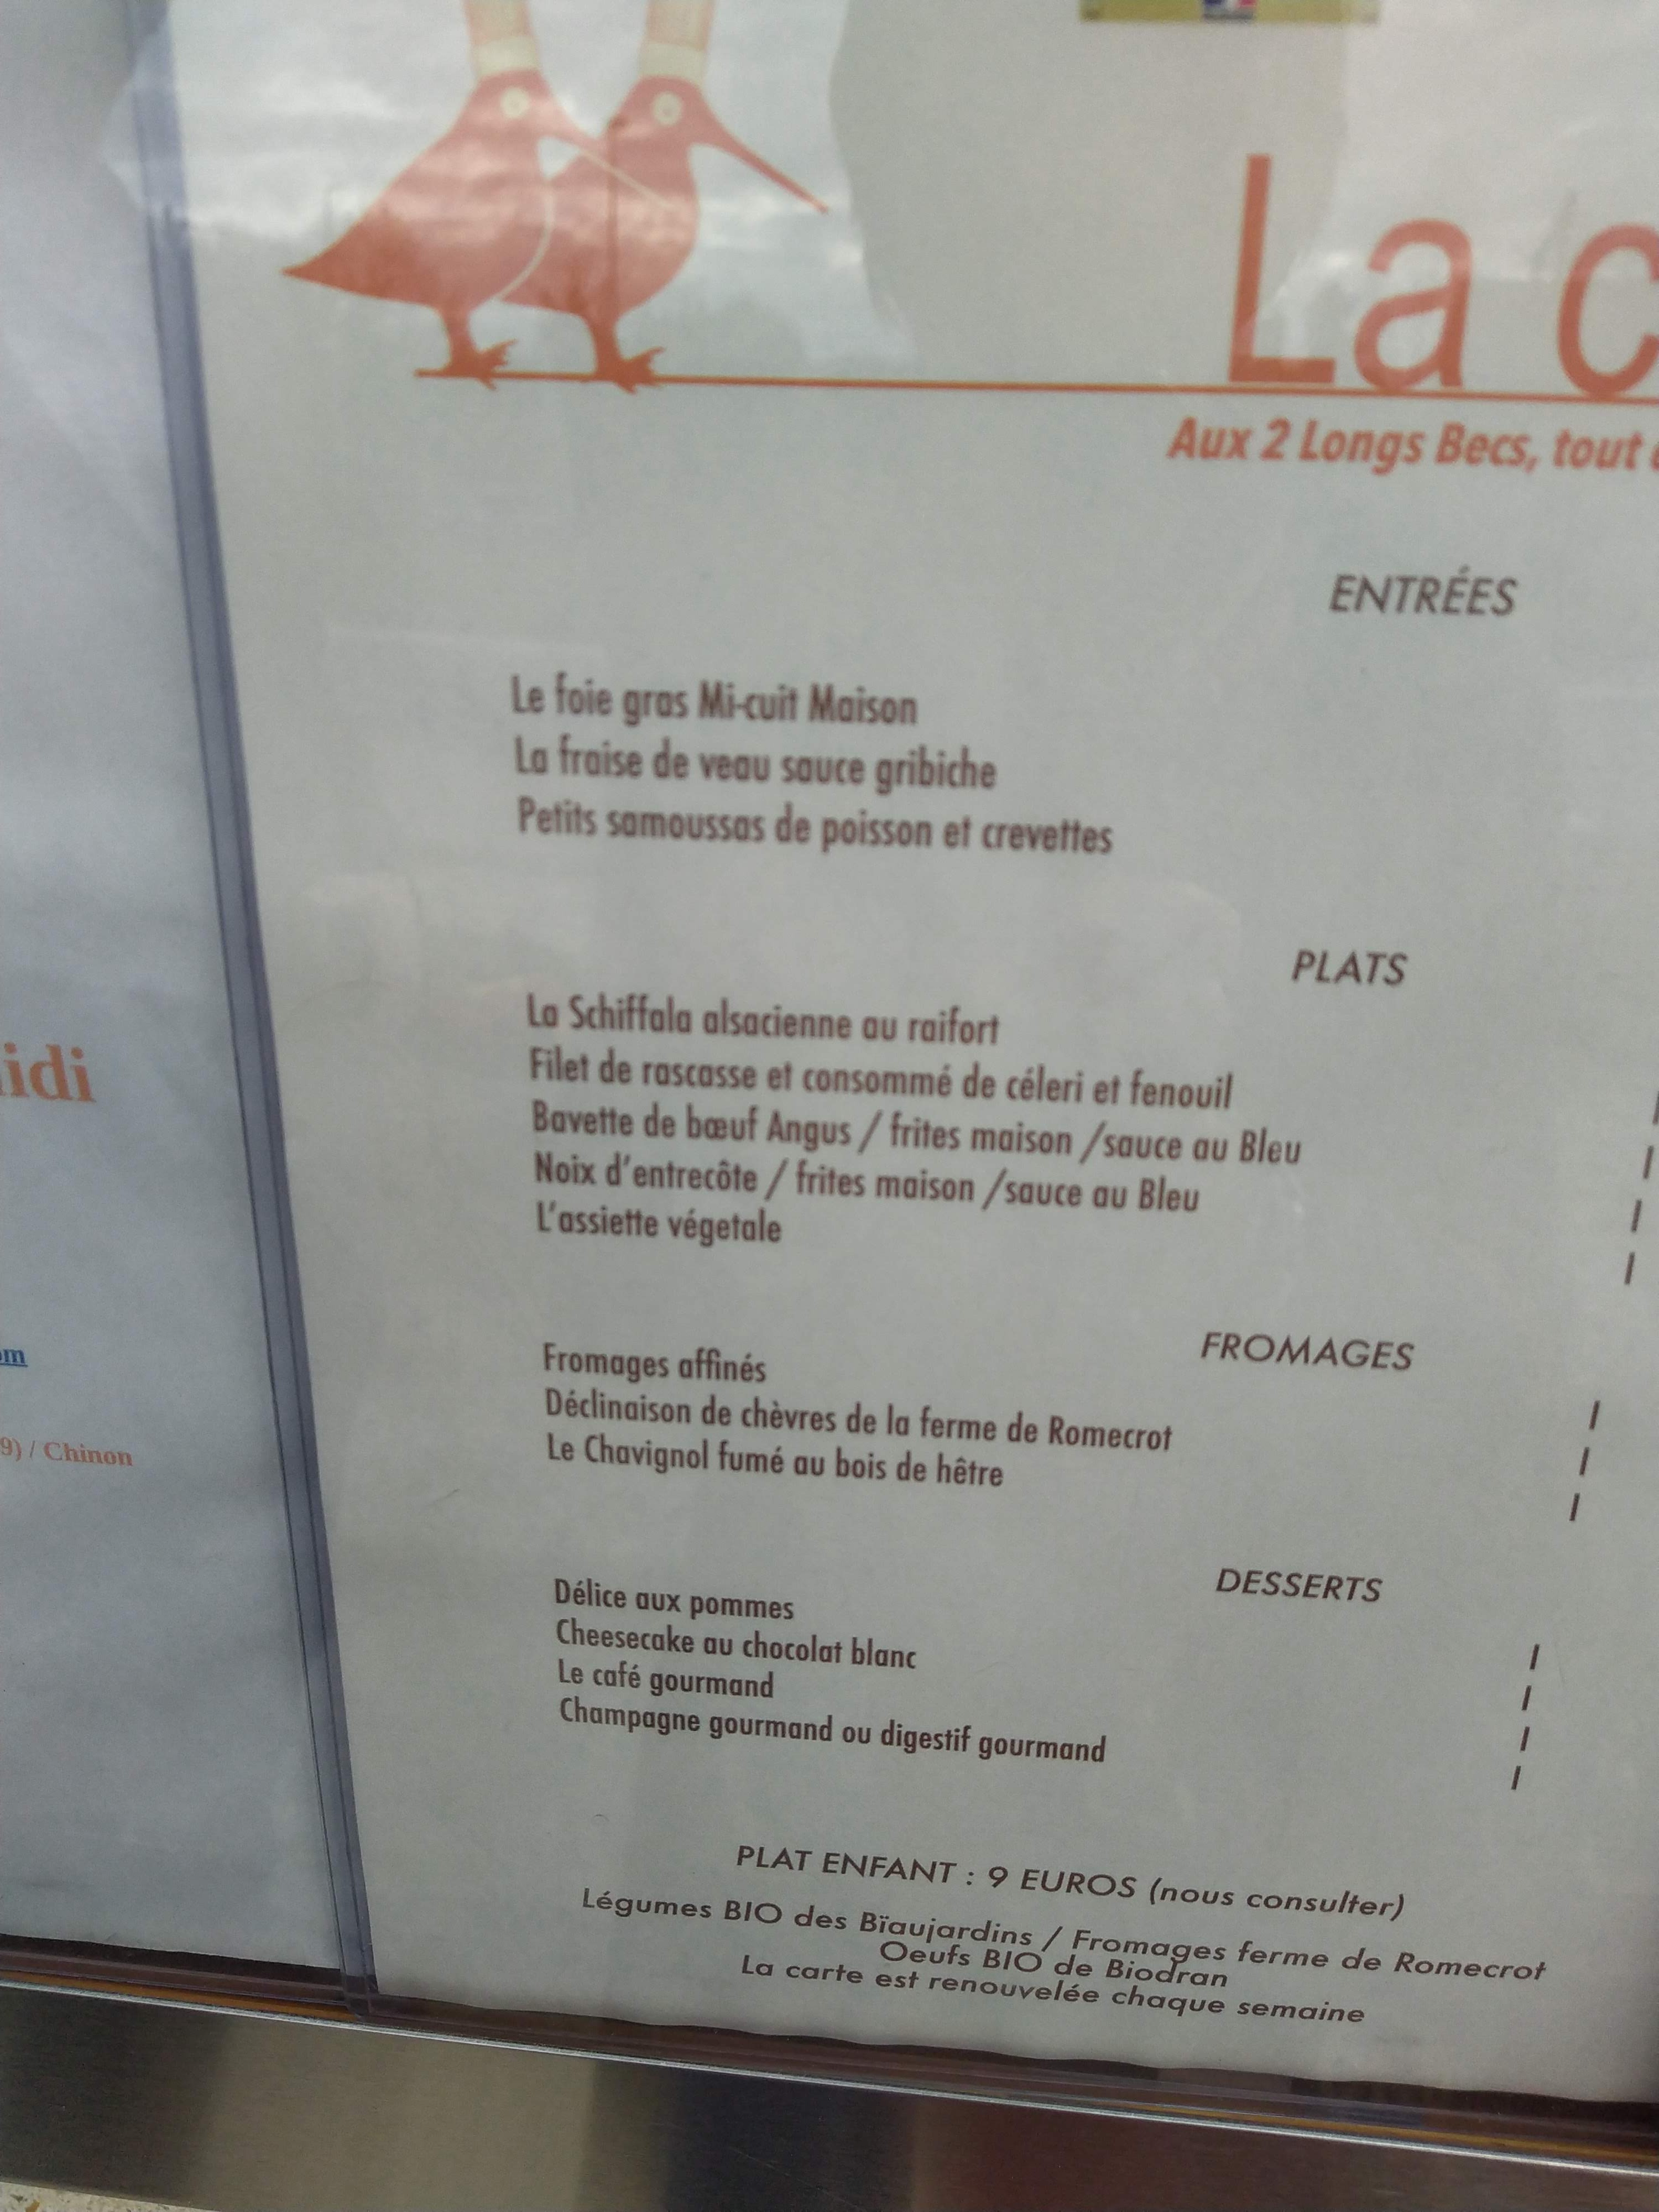 La c
Aux 2 Longs Becs, tout
ENTRÉES
Le foie gras Mi-cuit Maison
La fraise de veau sauce gribiche
Petits samoussas de poisson et crevettes
PLATS
La Schiffala alsacienne au raifort
Filet de rascasse et consommé de céleri et fenouil
Bavette de bœuf Angus / frites maison /sauce au Bleu
Noix d'entrecôte / frites maison /sauce au Bleu
L'assiette végetale
FROMAGES
Fromages affinés
Déclinaison de chèvres de la ferme de Romecrot
Le Chavignol fumé au bois de hêtre
DESSERTS
Délice aux pommes
Cheesecake au chocolat blanc
Le café gourmand
Champagne gourmand ou digestif gourmand
PLAT ENFANT : 9 EUROS (nous consulter)
Légumes BIO des Bïaujardins / Fromages ferme de Romecrot
Oeufs BIO de Biodran
La carte est renouvelée chaque semaine
idi
om
9) / Chinon